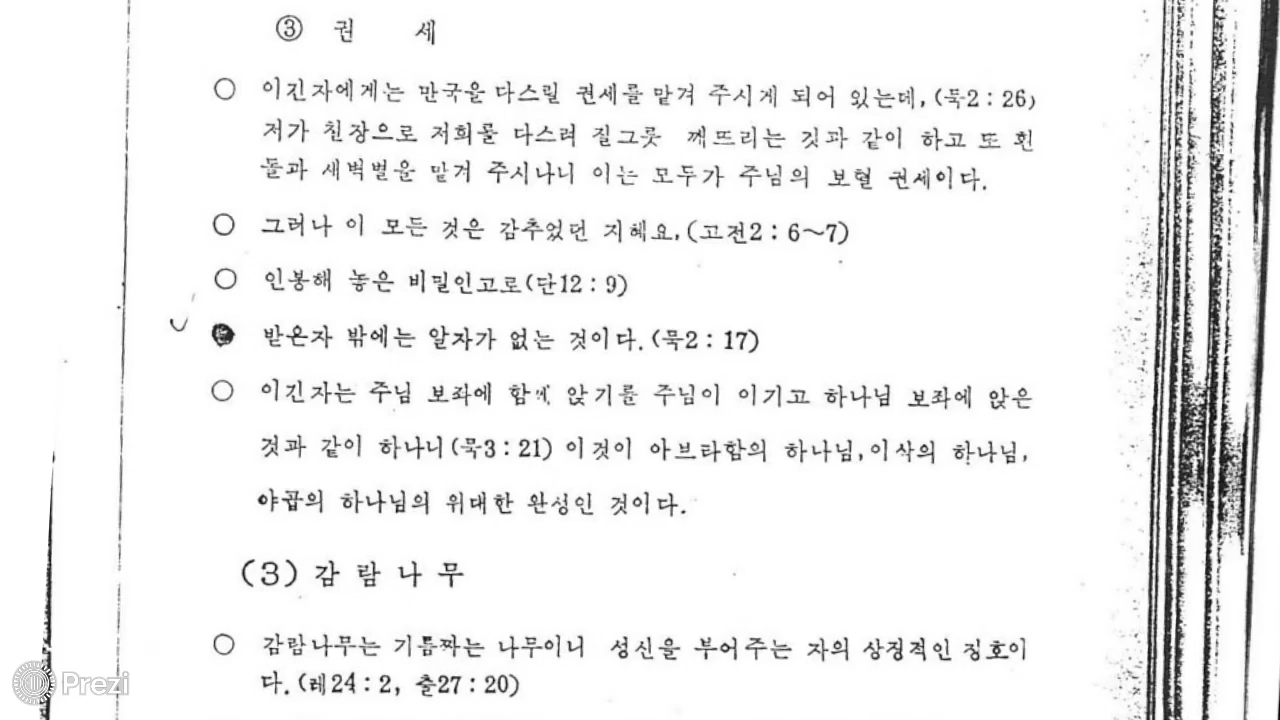 ③ 권 세
○ 이긴자에게는 만국을 다스릴 권세를 맡겨 주시게 되어 있는데, (묵2 : 26)
저가 친장으로 저희를 다스려 질그릇 께뜨리는 것과 같이 하고 또 흰
돌과 새벽별을 맡겨 주시나니 이는 모두가 주님의 보혈 권세이다.
○ 그러나 이 모든 것은 감추었던 지혜요, (고전2 : 6~7)
○ 인봉해 놓은 비밀인고로(단12 : 9)
● 받은자 밖에는 알자가 없는 것이다. (묵2 : 17)
○ 이긴자는 주님 보좌에 함께 앉기를 주님이 이기고 하나님 보좌에 앉은
것과 같이 하나니(묵3 : 21) 이것이 아브라함의 하나님, 이삭의 하나님,
야곱의 하나님의 위대한 완성인 것이다.
(3) 감람나무
○ 감람나무는 기름짜는 나무이니 성신을 부어주는 자의 상징적인 징호이
다. (레24 : 2, 출27 : 20)
Prezi